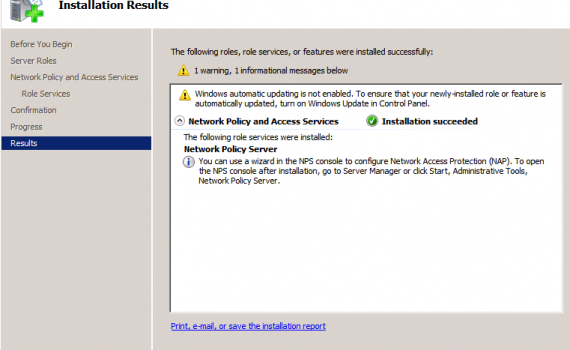 Installation Results
Before You Begin
Server Roles
Network Policy and Access Services
Role Services
Confirmation
Progress
Results
The following roles, role services, or features were installed successfully:
1 warning, 1 informational messages below
Windows automatic updating is not enabled. To ensure that your newly-installed role or feature is
automatically updated, turn on Windows Update in Control Panel.
Network Policy and Access Services Installation succeeded
The following role services were installed:
Network Policy Server
You can use a wizard in the NPS console to configure Network Access Protection (NAP). To open
the NPS console after installation, go to Server Manager or click Start, Administrative Tools,
Network Policy Server.
Print, e-mail, or save the installation report